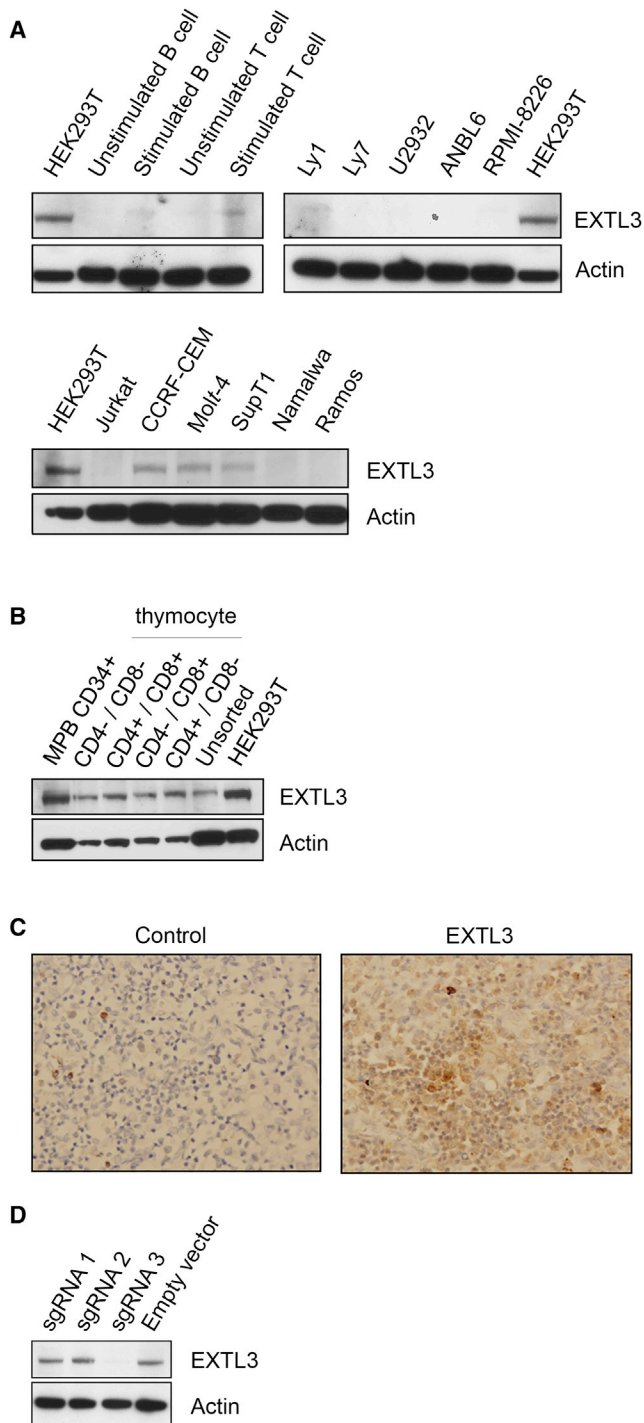 A
HEK293T
Unstimulated B cell
Stimulated B cell
Unstimulated T cell
Stimulated T cell
Ly1
Ly7
U2932
ANBL6
RPMI-8226
HEK293T
EXTL3
Actin
HEK293T
Jurkat
CCRF-CEM
Molt-4
SupT1
Namalwa
Ramos
EXTL3
Actin
B
thymocyte
MPB CD34+
CD4- / CD8-
CD4+ / CD8+
CD4- / CD8+
CD4+ / CD8-
Unsorted
HEK293T
EXTL3
Actin
C
Control
EXTL3
D
sgRNA 1
sgRNA 2
sgRNA 3
Empty vector
EXTL3
Actin